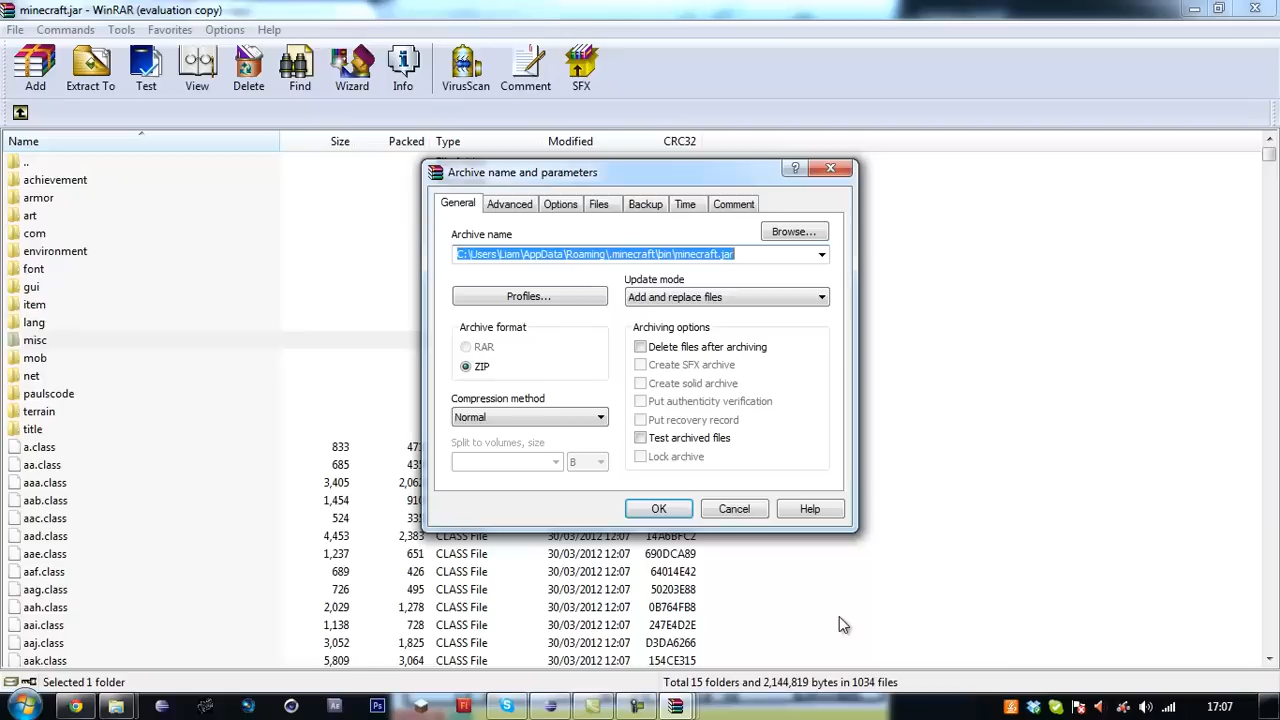 minecraft.jar - WinRAR (evaluation copy)
File Commands Tools Favorites Options Help
Add Extract To Test View Delete Find Wizard Info VirusScan Comment SFX
Name Size Packed Type Modified CRC32
..
achievement
armor
art
com
environment
font
gui
item
lang
misc
mob
net
paulscode
terrain
title
a.class 833
aa.class 685
aaa.class 3,405
aab.class 1,454
aac.class 524
aad.class 4,453 2,383 CLASS File 30/03/2012 12:07 14A6BFC2
aae.class 1,237 651 CLASS File 30/03/2012 12:07 690DCA89
aaf.class 689 426 CLASS File 30/03/2012 12:07 64014E42
aag.class 726 495 CLASS File 30/03/2012 12:07 50203E88
aah.class 2,029 1,278 CLASS File 30/03/2012 12:07 0B764FB8
aai.class 1,138 728 CLASS File 30/03/2012 12:07 247E4D2E
aaj.class 3,052 1,825 CLASS File 30/03/2012 12:07 D3DA6266
aak.class 5,809 3,064 CLASS File 30/03/2012 12:07 154CE315
Archive name and parameters
General Advanced Options Files Backup Time Comment
Archive name
Browse...
C:\Users\Liam\AppData\Roaming\.minecraft\bin\minecraft.jar
Update mode
Profiles...
Add and replace files
Archive format
RAR
ZIP
Compression method
Normal
Split to volumes, size
B
Archiving options
Delete files after archiving
Create SFX archive
Create solid archive
Put authenticity verification
Put recovery record
Test archived files
Lock archive
OK Cancel Help
Selected 1 folder
Total 15 folders and 2,144,819 bytes in 1034 files
Ae Ps Fl
17:07